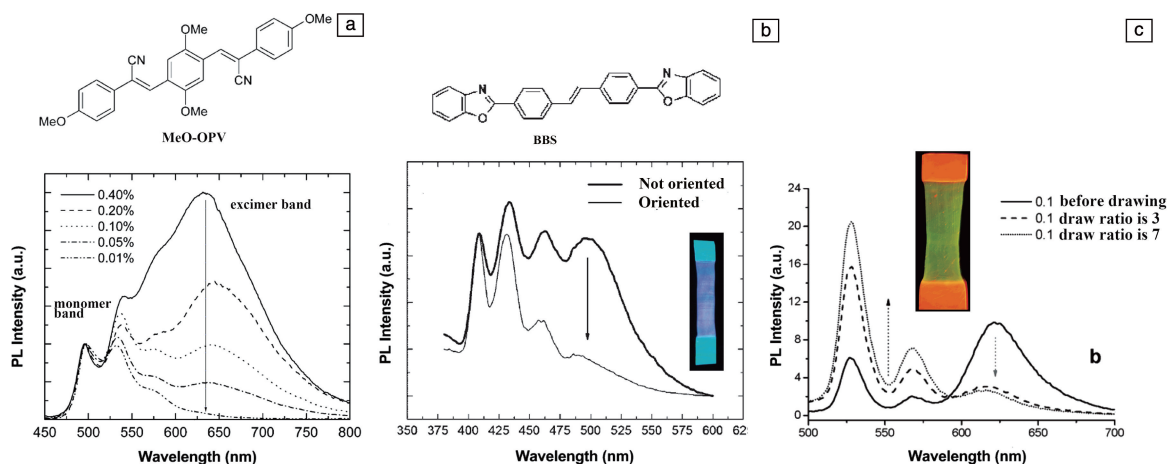 a
OMe
OMe
CN
CN
MeO
OMe
MeO-OPV
0.40%
0.20%
0.10%
0.05%
0.01%
excimer band
monomer
band
PL Intensity (a.u.)
450 500 550 600 650 700 750 800
Wavelength (nm)
b
N
O
N
O
BBS
Not oriented
Oriented
PL Intensity (a.u.)
350 375 400 425 450 475 500 525 550 575 600 62
Wavelength (nm)
c
24
20
16
12
8
4
0
0.1 before drawing
0.1 draw ratio is 3
0.1 draw ratio is 7
b
PL Intensity (a.u.)
500 550 600 650 700
Wavelength (nm)